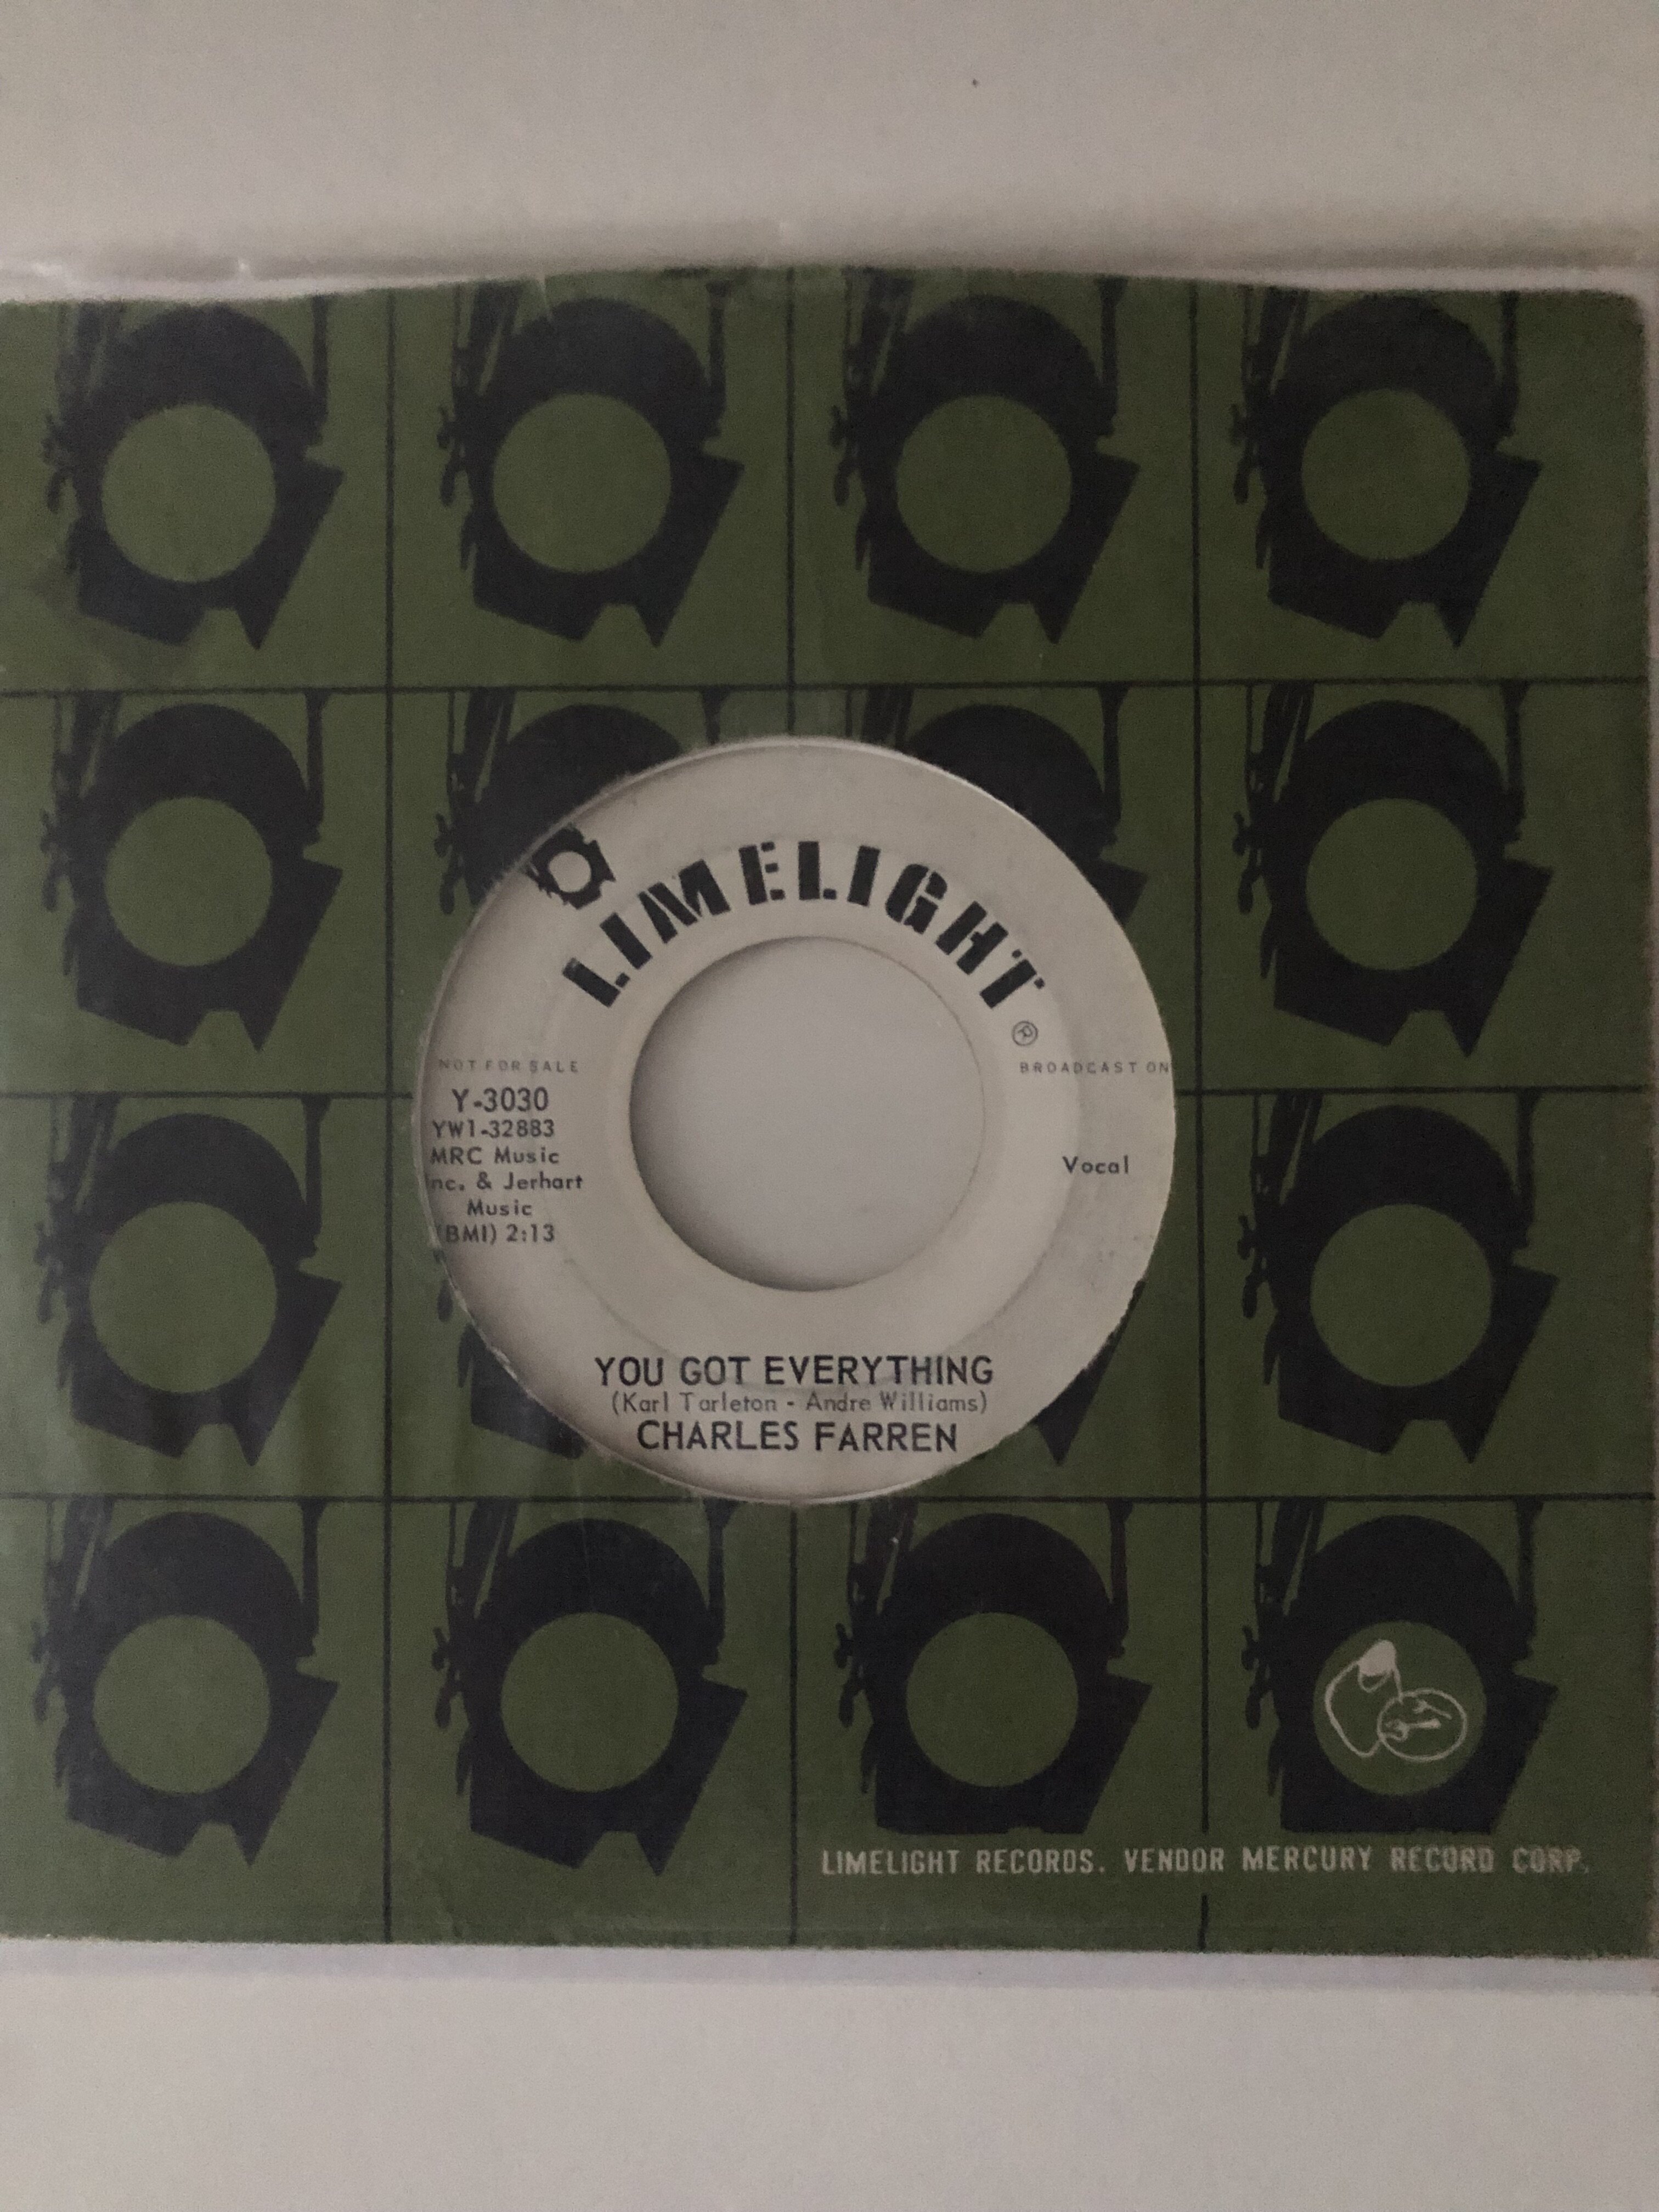 LIMELIGHT
®
NOT FOR SALE
BROADCAST ON
Y-3030
YW1-32883
MRC Music
nc. & Jerhart
Music
(BMI) 2:13
Vocal
YOU GOT EVERYTHING
(Karl Tarleton - Andre Williams)
CHARLES FARREN
LIMELIGHT RECORDS. VENDOR MERCURY RECORD CORP.